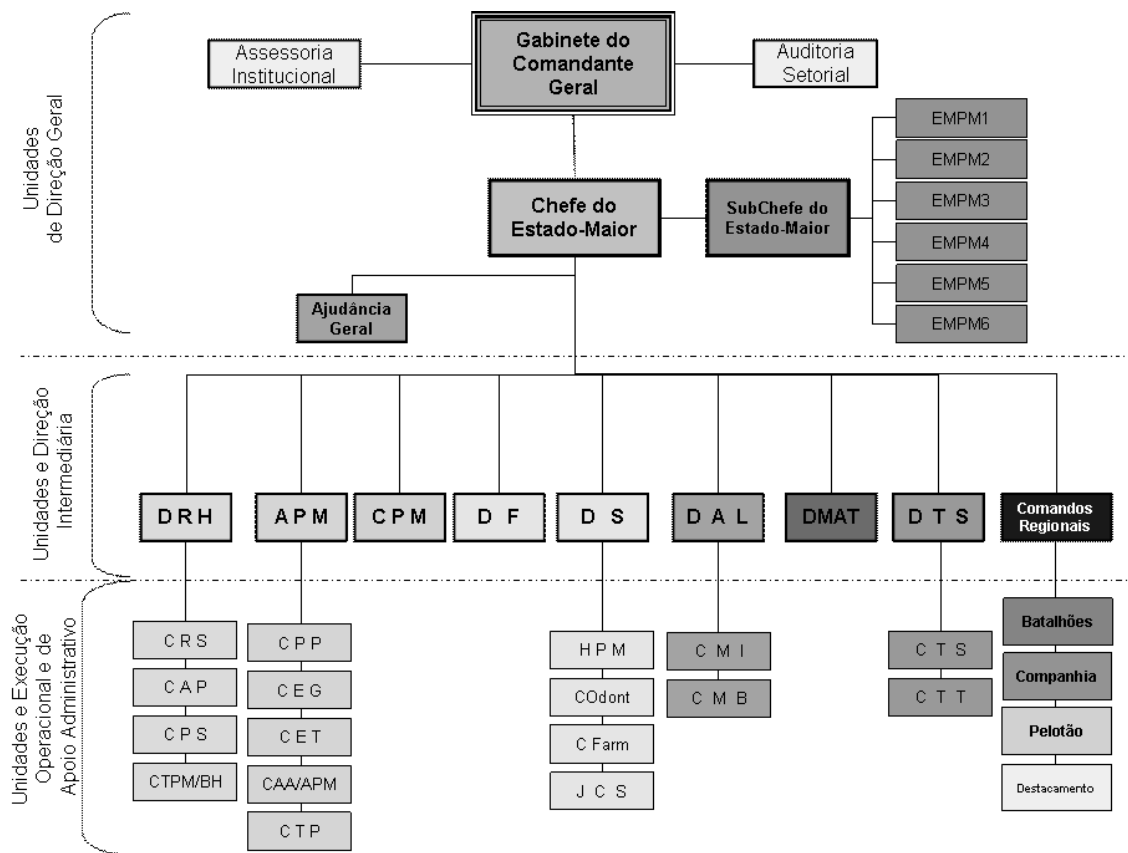 Assessoria
Institucional
Gabinete do
Comandante
Geral
Auditoria
Setorial
Unidades
de Direção Geral
Chefe do
Estado-Maior
SubChefe do
Estado-Maior
EMPM1
EMPM2
EMPM3
EMPM4
EMPM5
EMPM6
Ajudância
Geral
Unidades e Direção
Intermediária
D R H
A P M
C P M
D F
D S
D A L
DMAT
D T S
Comandos
Regionais
Unidades e Execução
Operacional e de
Apoio Administrativo
C R S
C A P
C P S
CTPM/BH
C P P
C E G
C E T
CAA/APM
C T P
H P M
COdont
C Farm
J C S
C M I
C M B
C T S
C T T
Batalhões
Companhia
Pelotão
Destacamento